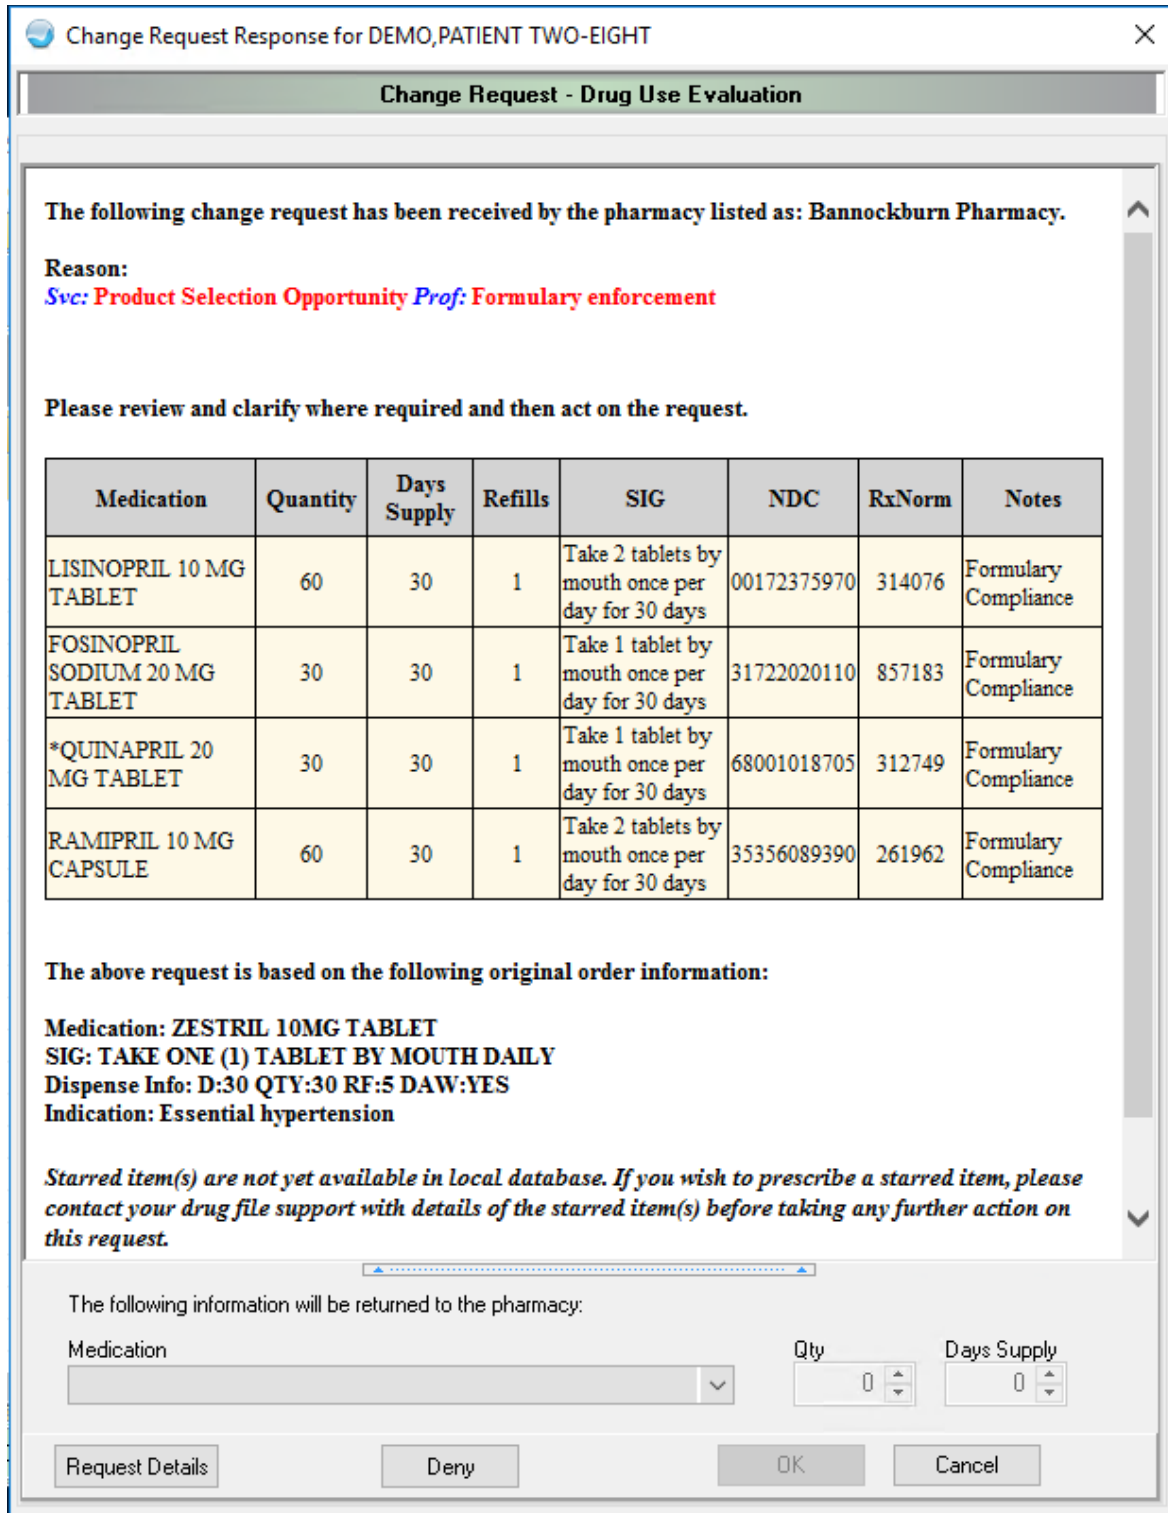 Change Request Response for DEMO,PATIENT TWO-EIGHT
Change Request - Drug Use Evaluation
The following change request has been received by the pharmacy listed as: Bannockburn Pharmacy.
Reason:
Svc: Product Selection Opportunity Prof: Formulary enforcement
Please review and clarify where required and then act on the request.
Medication Quantity Days Supply Refills SIG NDC RxNorm Notes
LISINOPRIL 10 MG TABLET 60 30 1 Take 2 tablets by mouth once per day for 30 days 00172375970 314076 Formulary Compliance
FOSINOPRIL SODIUM 20 MG TABLET 30 30 1 Take 1 tablet by mouth once per day for 30 days 31722020110 857183 Formulary Compliance
*QUINAPRIL 20 MG TABLET 30 30 1 Take 1 tablet by mouth once per day for 30 days 68001018705 312749 Formulary Compliance
RAMIPRIL 10 MG CAPSULE 60 30 1 Take 2 tablets by mouth once per day for 30 days 35356089390 261962 Formulary Compliance
The above request is based on the following original order information:
Medication: ZESTRIL 10MG TABLET
SIG: TAKE ONE (1) TABLET BY MOUTH DAILY
Dispense Info: D:30 QTY:30 RF:5 DAW:YES
Indication: Essential hypertension
Starred item(s) are not yet available in local database. If you wish to prescribe a starred item, please
contact your drug file support with details of the starred item(s) before taking any further action on
this request.
The following information will be returned to the pharmacy:
Medication Qty Days Supply
0 0
Request Details Deny OK Cancel